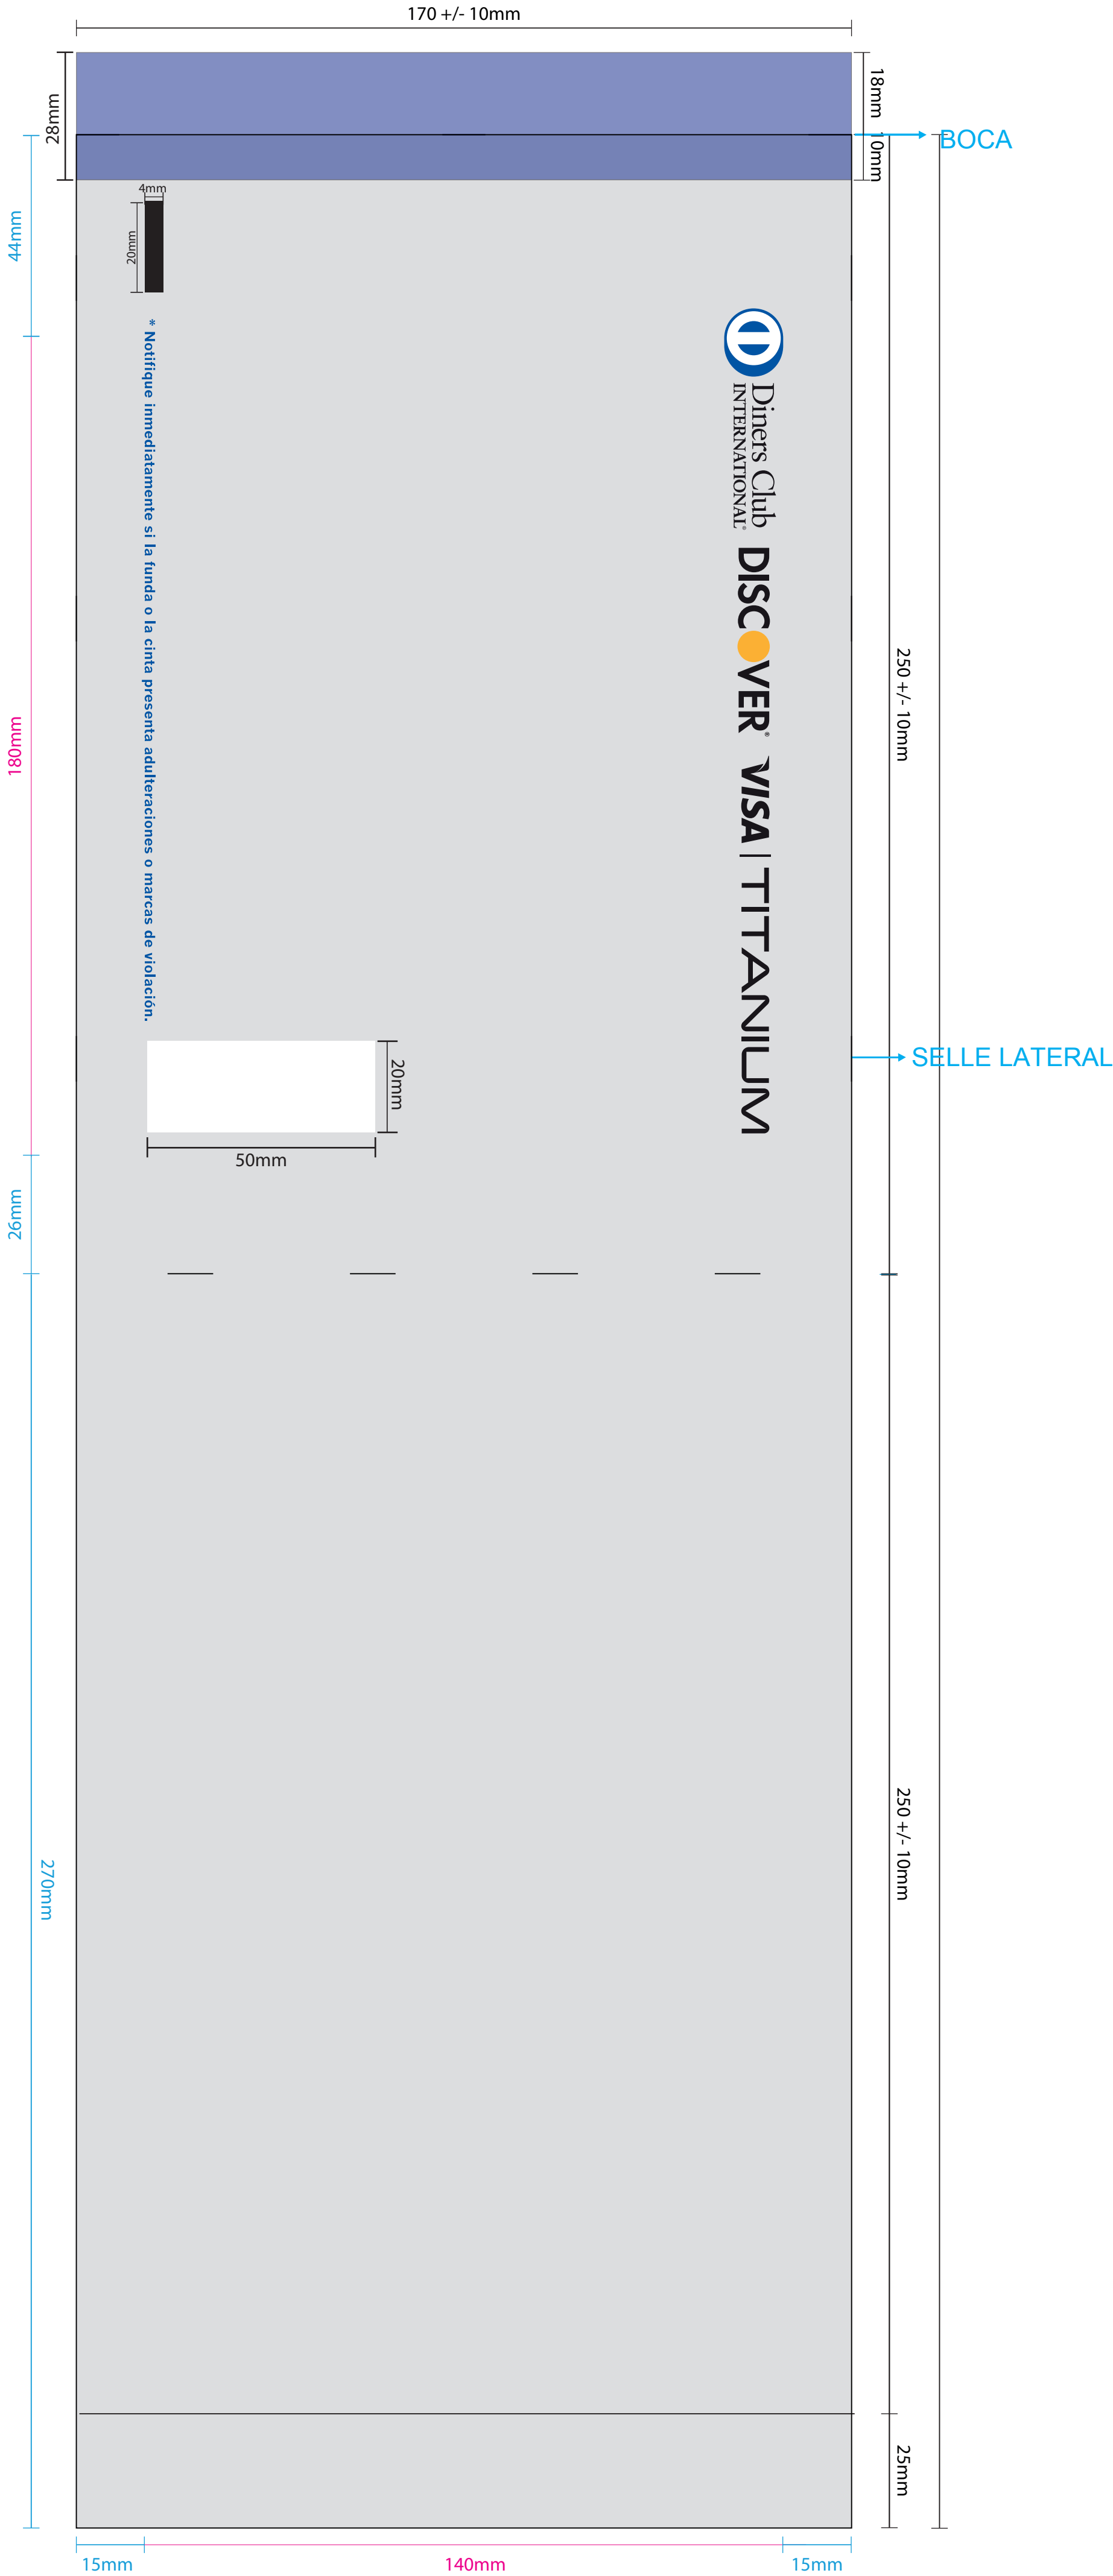 170 +/- 10mm
28mm
18mm
10mm
BOCA
44mm
4mm
20mm
* Notifique inmediatamente si la funda o la cinta presenta adulteraciones o marcas de violación.
Diners Club
INTERNATIONAL®
DISCOVER®
VISA | TITANIUM
250 +/- 10mm
180mm
SELLE LATERAL
20mm
50mm
26mm
250 +/- 10mm
270mm
25mm
15mm
140mm
15mm